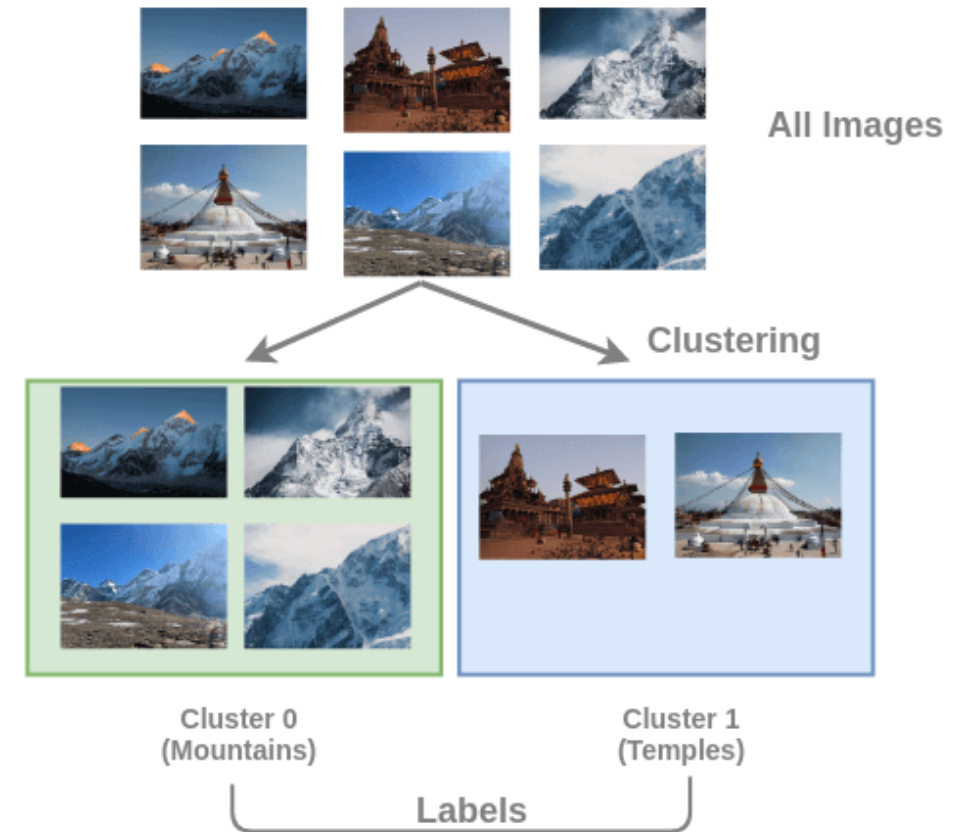 All Images
Clustering
Cluster 0
(Mountains)
Cluster 1
(Temples)
Labels